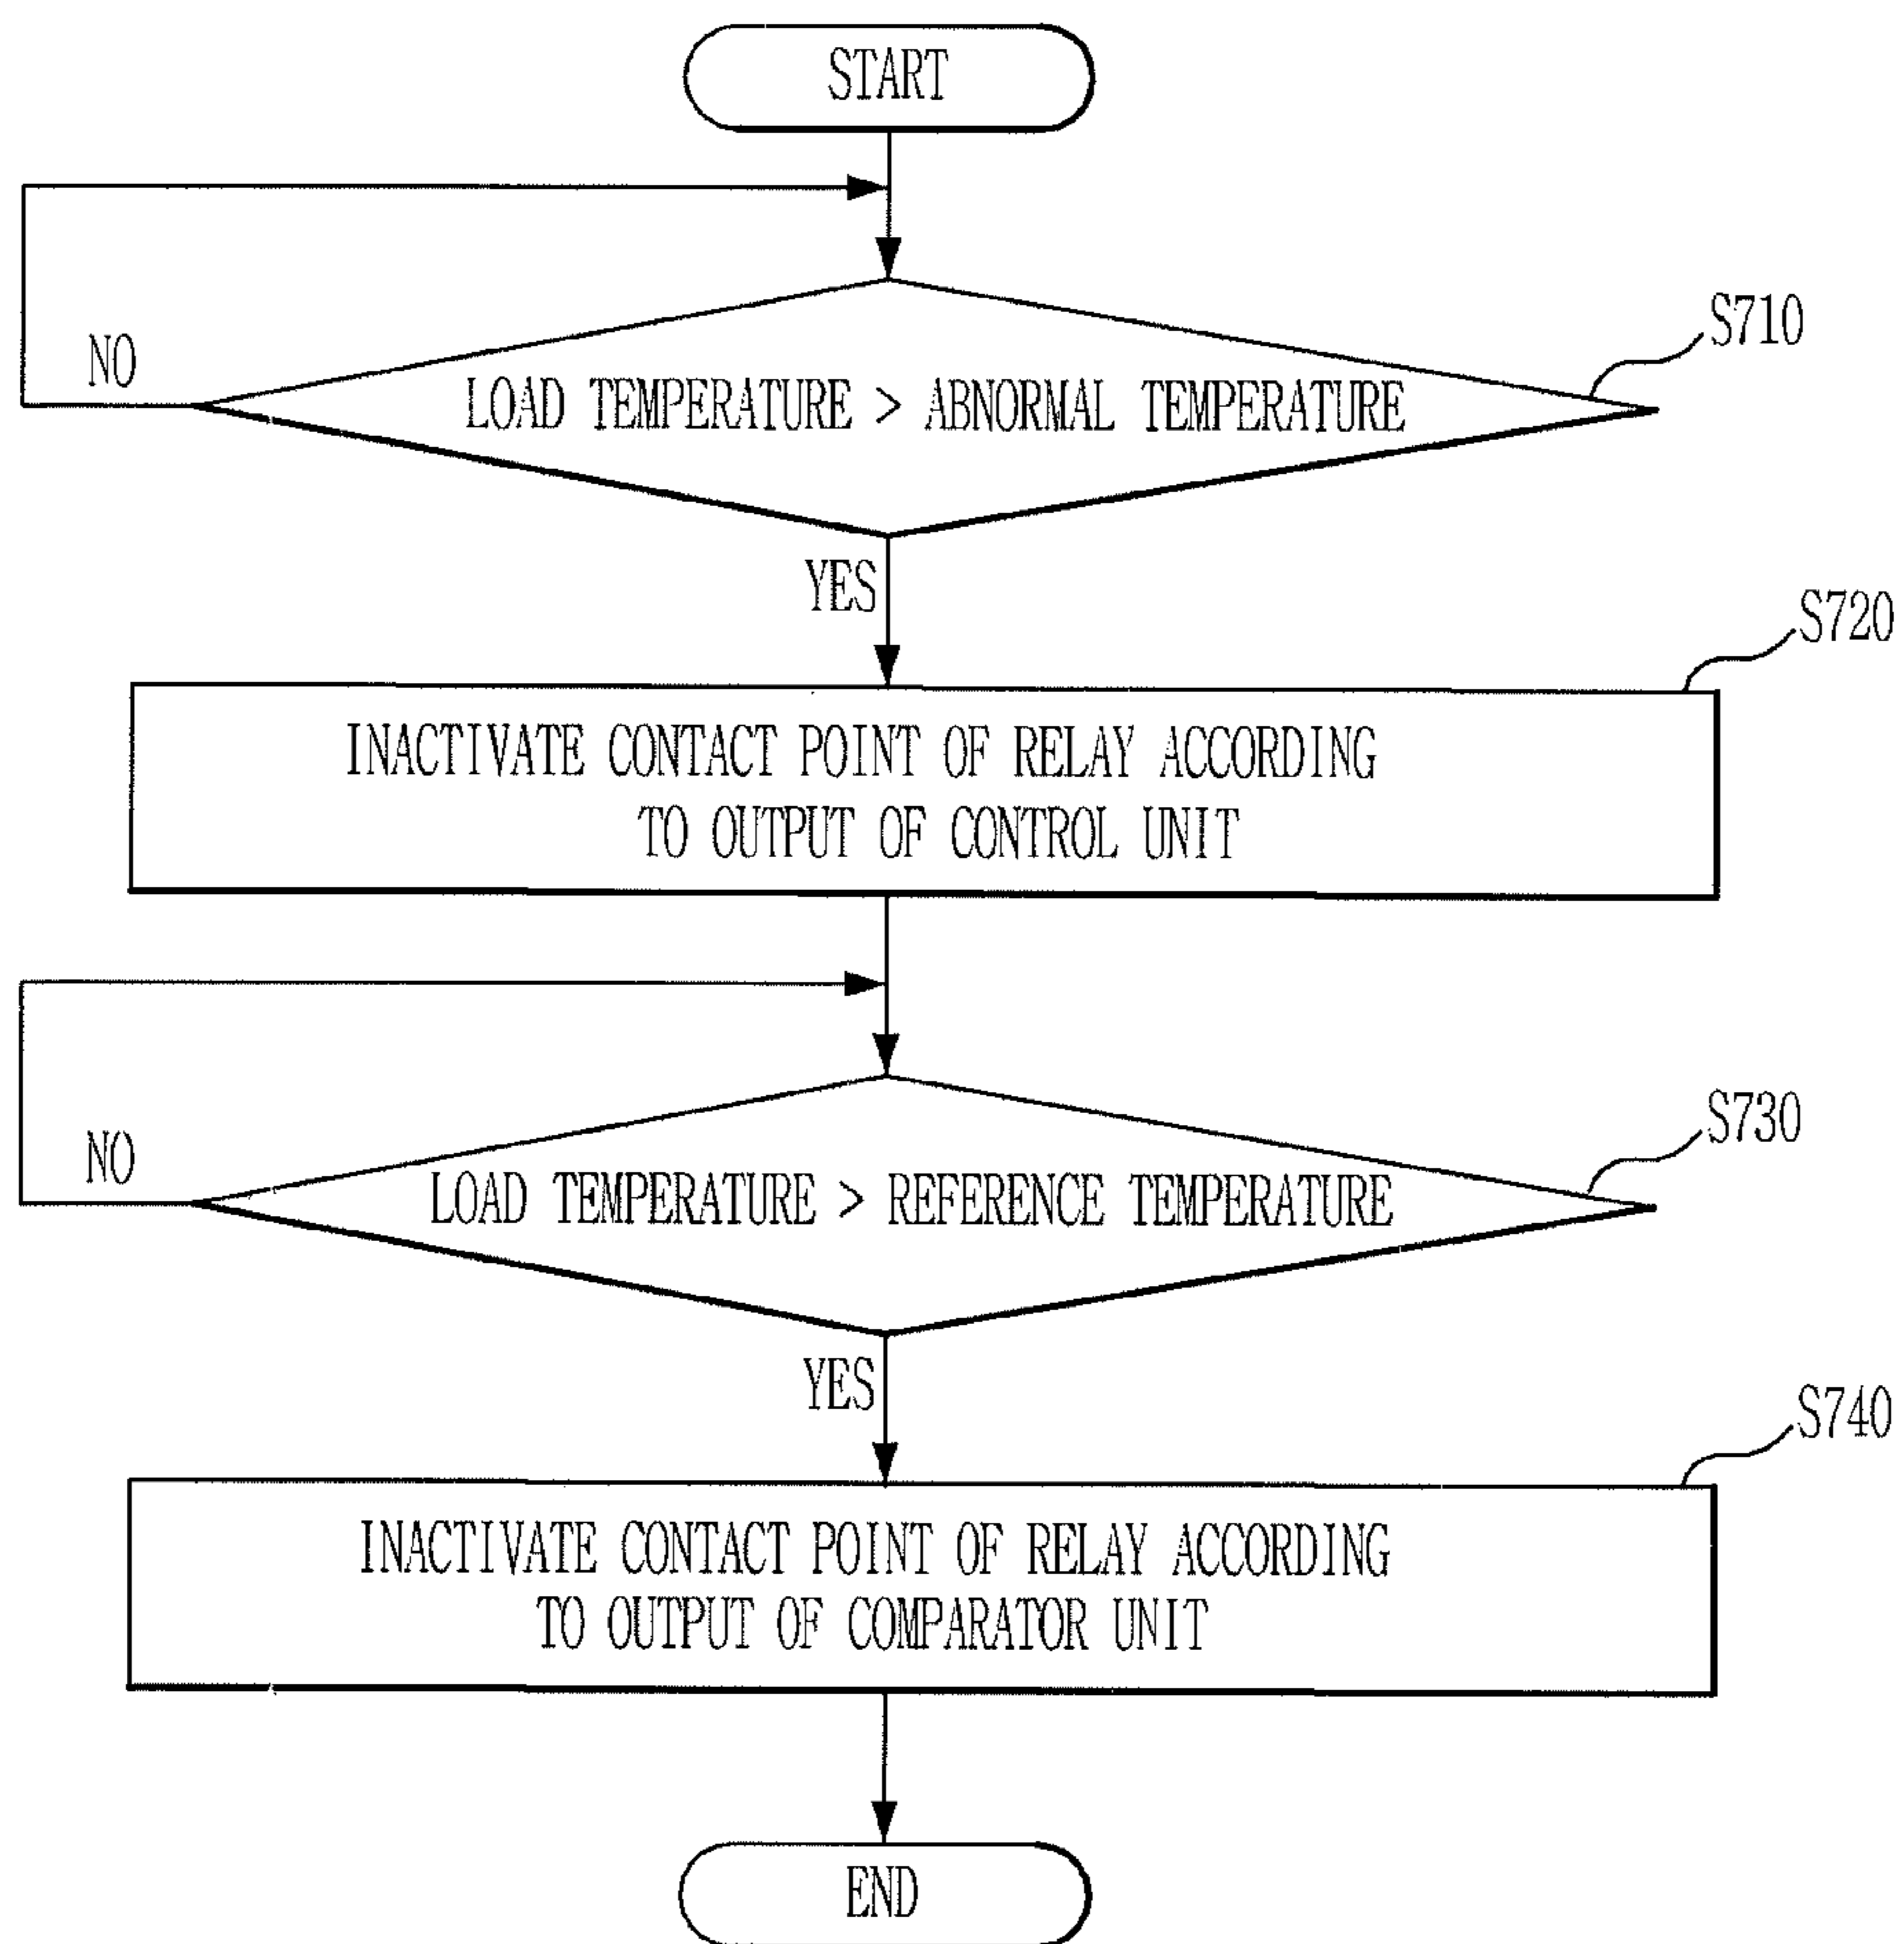 START
S710
NO
LOAD TEMPERATURE > ABNORMAL TEMPERATURE
YES
S720
INACTIVATE CONTACT POINT OF RELAY ACCORDING
TO OUTPUT OF CONTROL UNIT
S730
NO
LOAD TEMPERATURE > REFERENCE TEMPERATURE
YES
S740
INACTIVATE CONTACT POINT OF RELAY ACCORDING
TO OUTPUT OF COMPARATOR UNIT
END